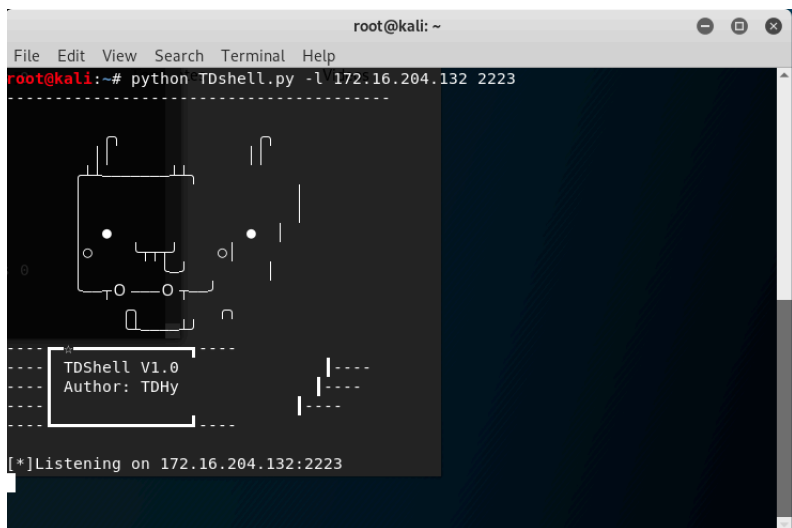 root@kali: ~
File Edit View Search Terminal Help
root@kali:~# python TDshell.py -l 172.16.204.132 2223
----------------------------------------
O O
TDShell V1.0
Author: TDHy
[*]Listening on 172.16.204.132:2223